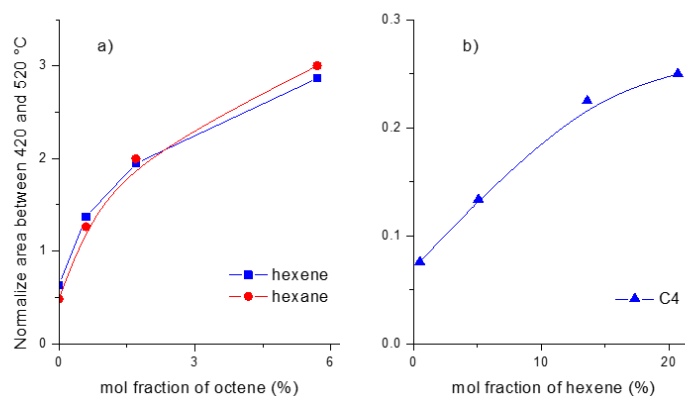 a)
b)
Normalize area between 420 and 520 °C
3
2
1
0
0
3
6
mol fraction of octene (%)
hexene
hexane
0.3
0.2
0.1
0.0
0
10
20
mol fraction of hexene (%)
C4